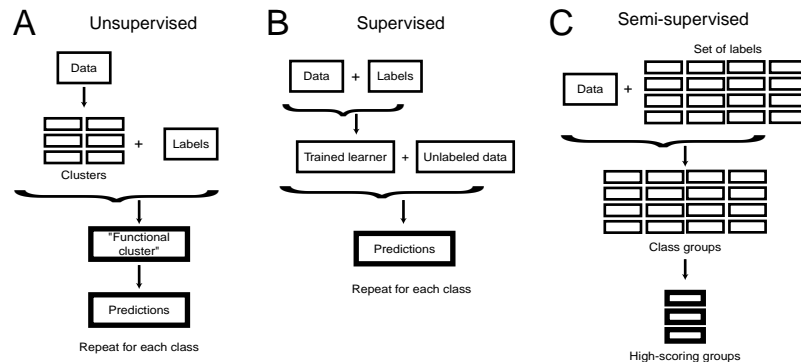 A
Unsupervised
Data
+
Labels
Clusters
"Functional
cluster"
Predictions
Repeat for each class
B
Supervised
Data + Labels
Trained learner + Unlabeled data
Predictions
Repeat for each class
C
Semi-supervised
Set of labels
Data +
Class groups
High-scoring groups